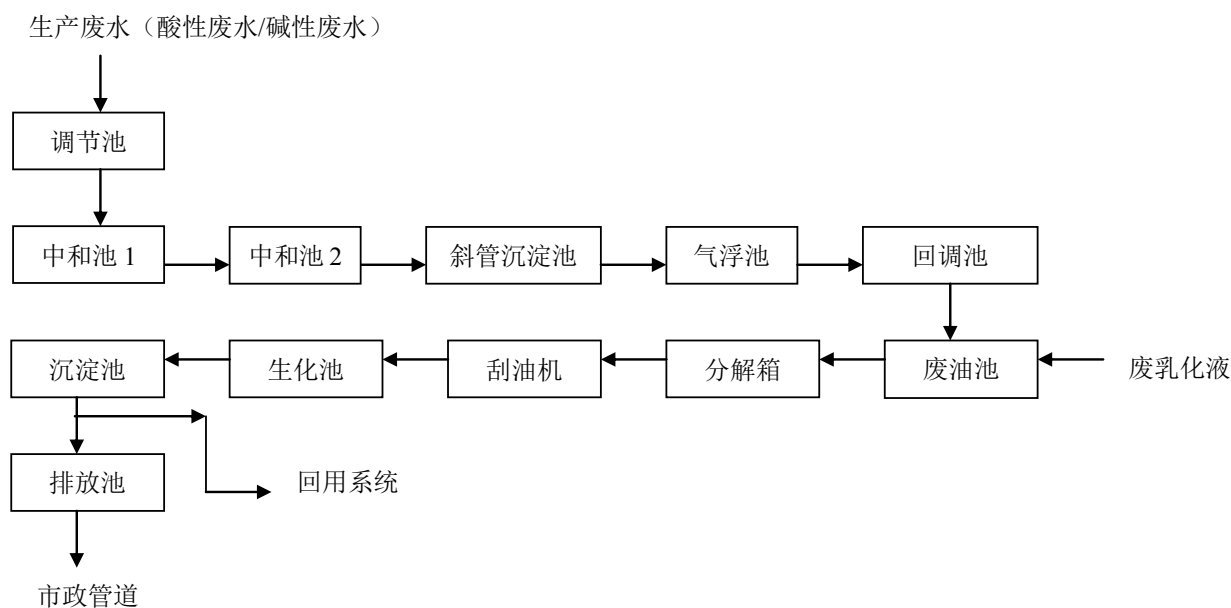 生产废水（酸性废水/碱性废水）
调节池
中和池 1
中和池 2
斜管沉淀池
气浮池
回调池
沉淀池
生化池
刮油机
分解箱
废油池
废乳化液
排放池
回用系统
市政管道